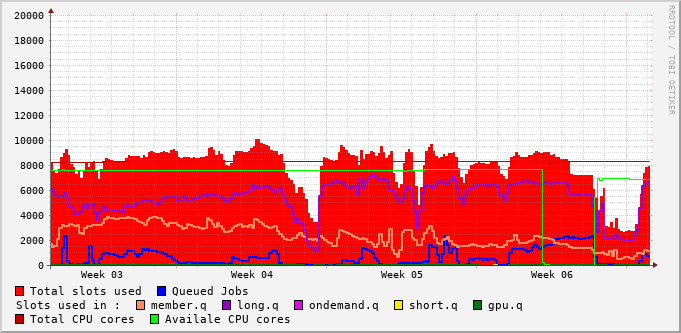 20000
18000
16000
14000
12000
10000
8000
6000
4000
2000
0
Week 03 Week 04 Week 05 Week 06
Total slots used Queued Jobs
Slots used in : member.q long.q ondemand.q short.q gpu.q
Total CPU cores Availale CPU cores
RRDTOOL / TOBI OETIKER